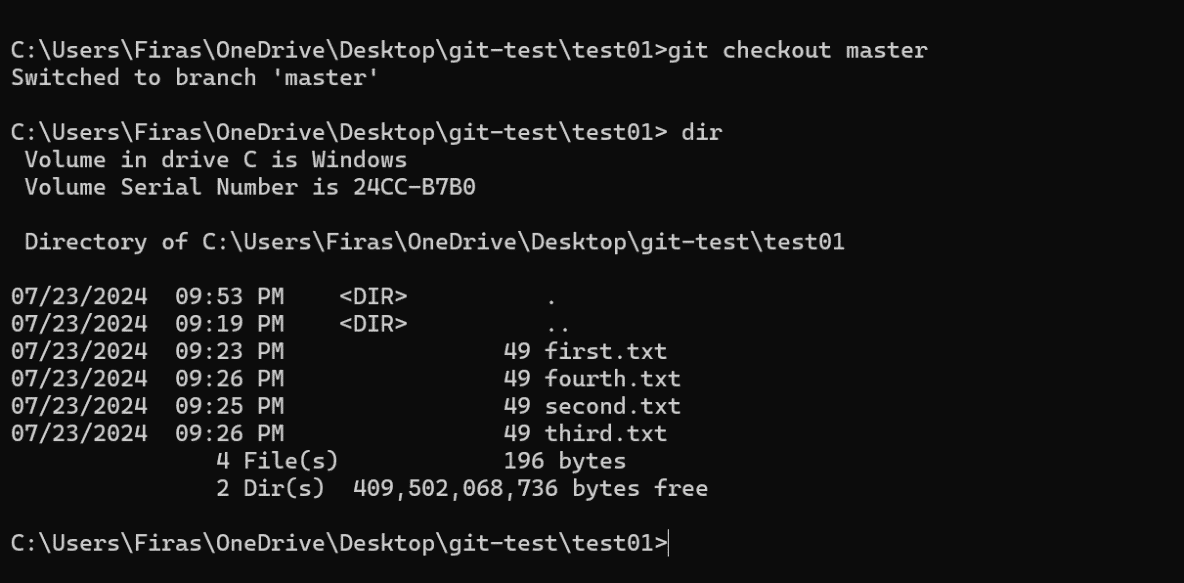 C:\Users\Firas\OneDrive\Desktop\git-test\test01>git checkout master
Switched to branch 'master'
C:\Users\Firas\OneDrive\Desktop\git-test\test01> dir
 Volume in drive C is Windows
 Volume Serial Number is 24CC-B7B0
 Directory of C:\Users\Firas\OneDrive\Desktop\git-test\test01
07/23/2024  09:53 PM    <DIR>          .
07/23/2024  09:19 PM    <DIR>          ..
07/23/2024  09:23 PM                49 first.txt
07/23/2024  09:26 PM                49 fourth.txt
07/23/2024  09:25 PM                49 second.txt
07/23/2024  09:26 PM                49 third.txt
               4 File(s)            196 bytes
               2 Dir(s)  409,502,068,736 bytes free
C:\Users\Firas\OneDrive\Desktop\git-test\test01>